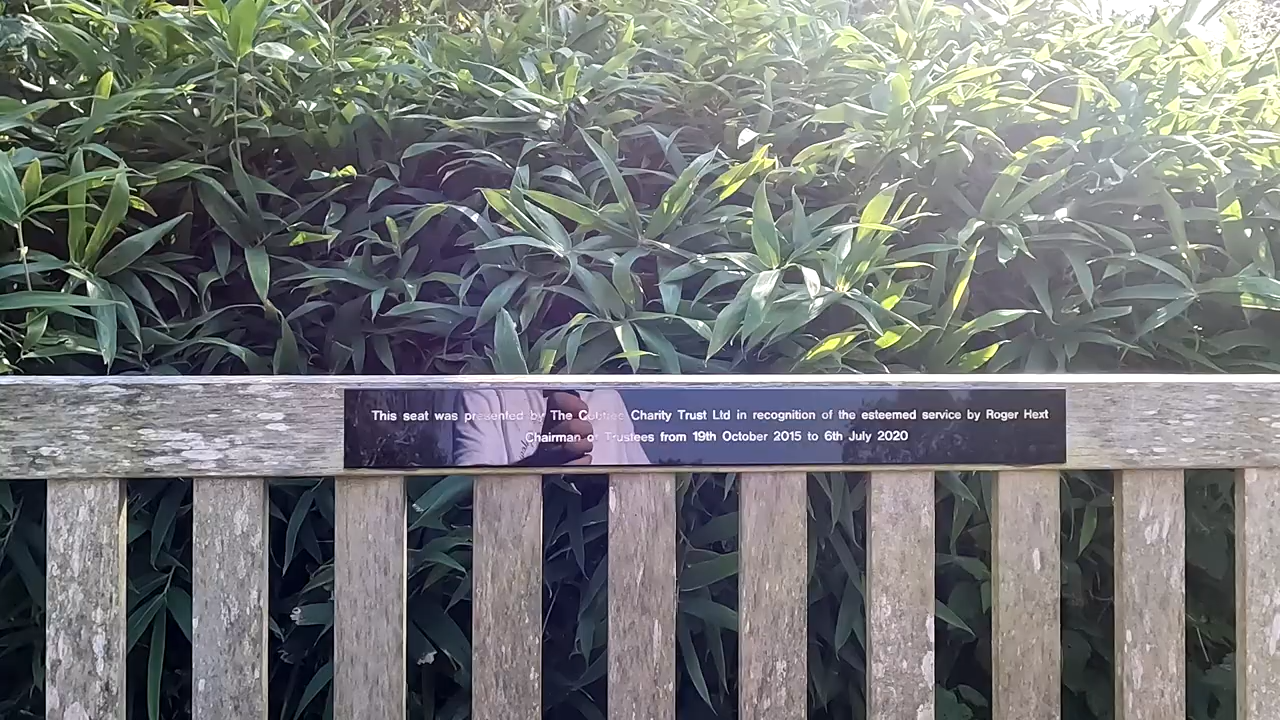 This seat was presented by The Colstree Charity Trust Ltd in recognition of the esteemed service by Roger Hext
Chairman of Trustees from 19th October 2015 to 6th July 2020